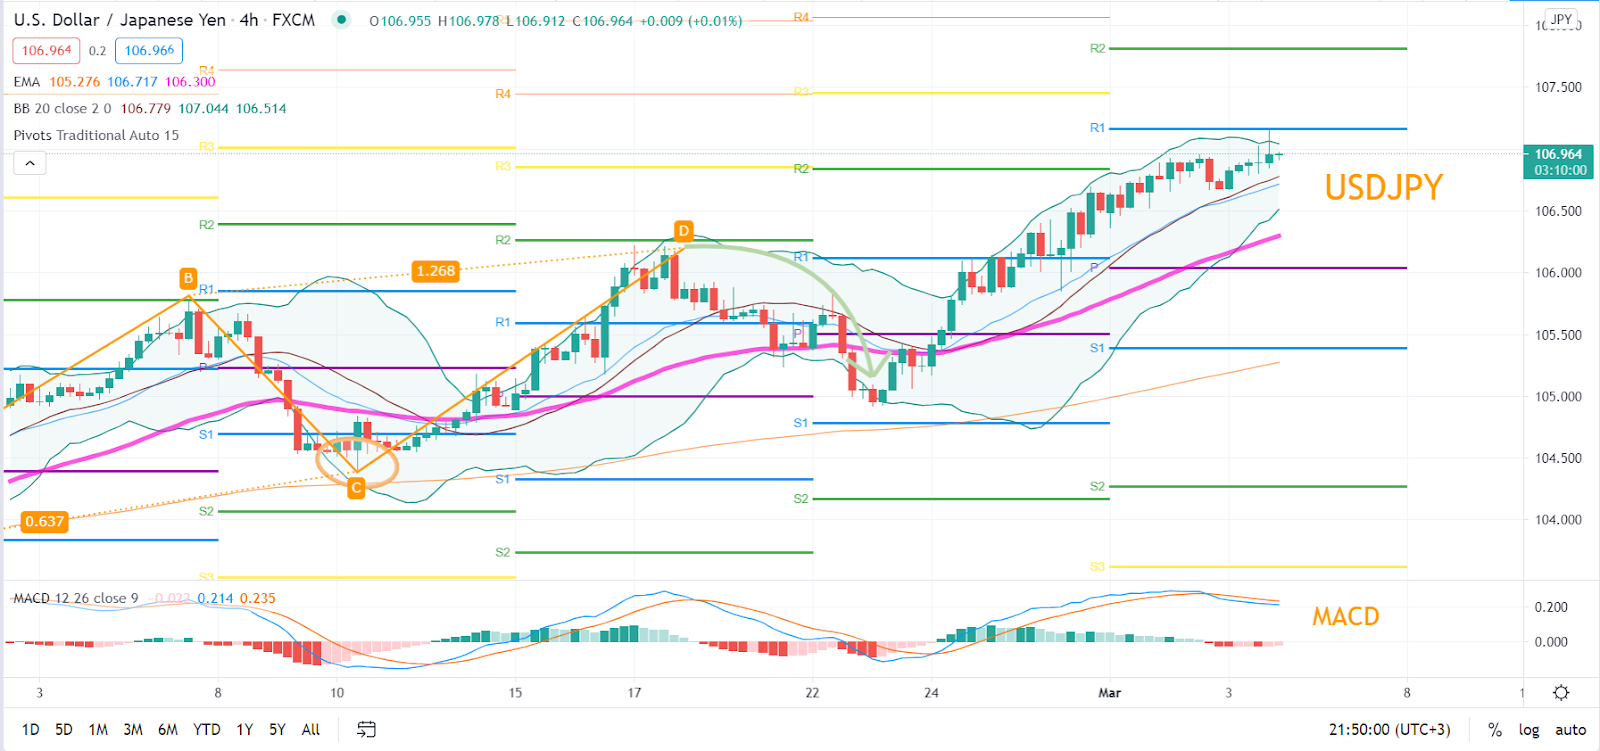 U.S. Dollar / Japanese Yen · 4h · FXCM O106.955 H106.978 L106.912 C106.964 +0.009 (+0.01%)
106.964 0.2 106.966
EMA 105.276 106.717 106.300
BB 20 close 2 0 106.779 107.044 106.514
Pivots Traditional Auto 15
JPY
107.500
106.964
03:10:00
106.500
106.000
105.500
105.000
104.500
104.000
USDJPY
R4
R3
R2
R1
P
S1
S2
S3
R4
R3
R2
R1
S1
S2
R4
R3
R2
R1
P
S1
S2
R2
R1
P
S1
S2
S3
B
1.268
D
C
0.637
MACD 12 26 close 9 -0.022 0.214 0.235
MACD
0.200
0.000
3 8 10 15 17 22 24 Mar 3 8 1
1D 5D 1M 3M 6M YTD 1Y 5Y All
21:50:00 (UTC+3) % log auto